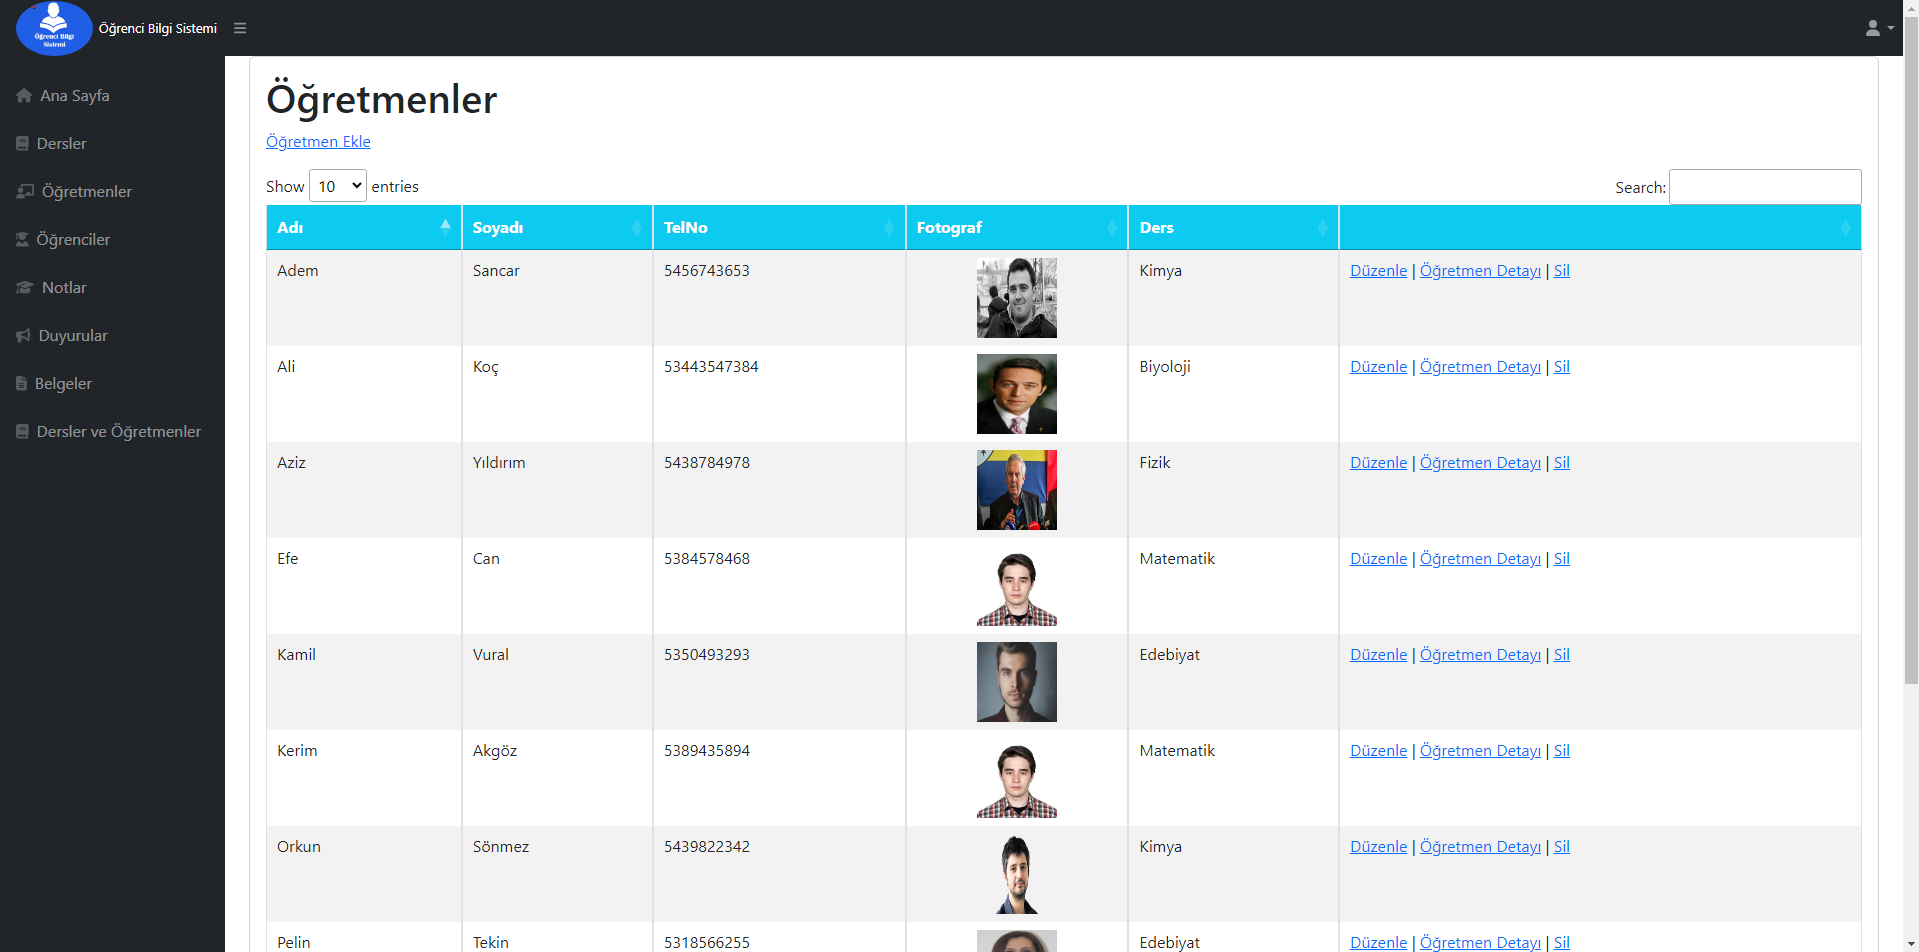 Öğrenci Bilgi
Sistemi
Öğrenci Bilgi Sistemi
Ana Sayfa
Dersler
Öğretmenler
Öğrenciler
Notlar
Duyurular
Belgeler
Dersler ve Öğretmenler
Öğretmenler
Öğretmen Ekle
Show 10 entries
Search:
Adı Soyadı TelNo Fotograf Ders
Adem Sancar 5456743653 Kimya Düzenle | Öğretmen Detayı | Sil
Ali Koç 53443547384 Biyoloji Düzenle | Öğretmen Detayı | Sil
Aziz Yıldırım 5438784978 Fizik Düzenle | Öğretmen Detayı | Sil
Efe Can 5384578468 Matematik Düzenle | Öğretmen Detayı | Sil
Kamil Vural 5350493293 Edebiyat Düzenle | Öğretmen Detayı | Sil
Kerim Akgöz 5389435894 Matematik Düzenle | Öğretmen Detayı | Sil
Orkun Sönmez 5439822342 Kimya Düzenle | Öğretmen Detayı | Sil
Pelin Tekin 5318566255 Edebiyat Düzenle | Öğretmen Detayı | Sil